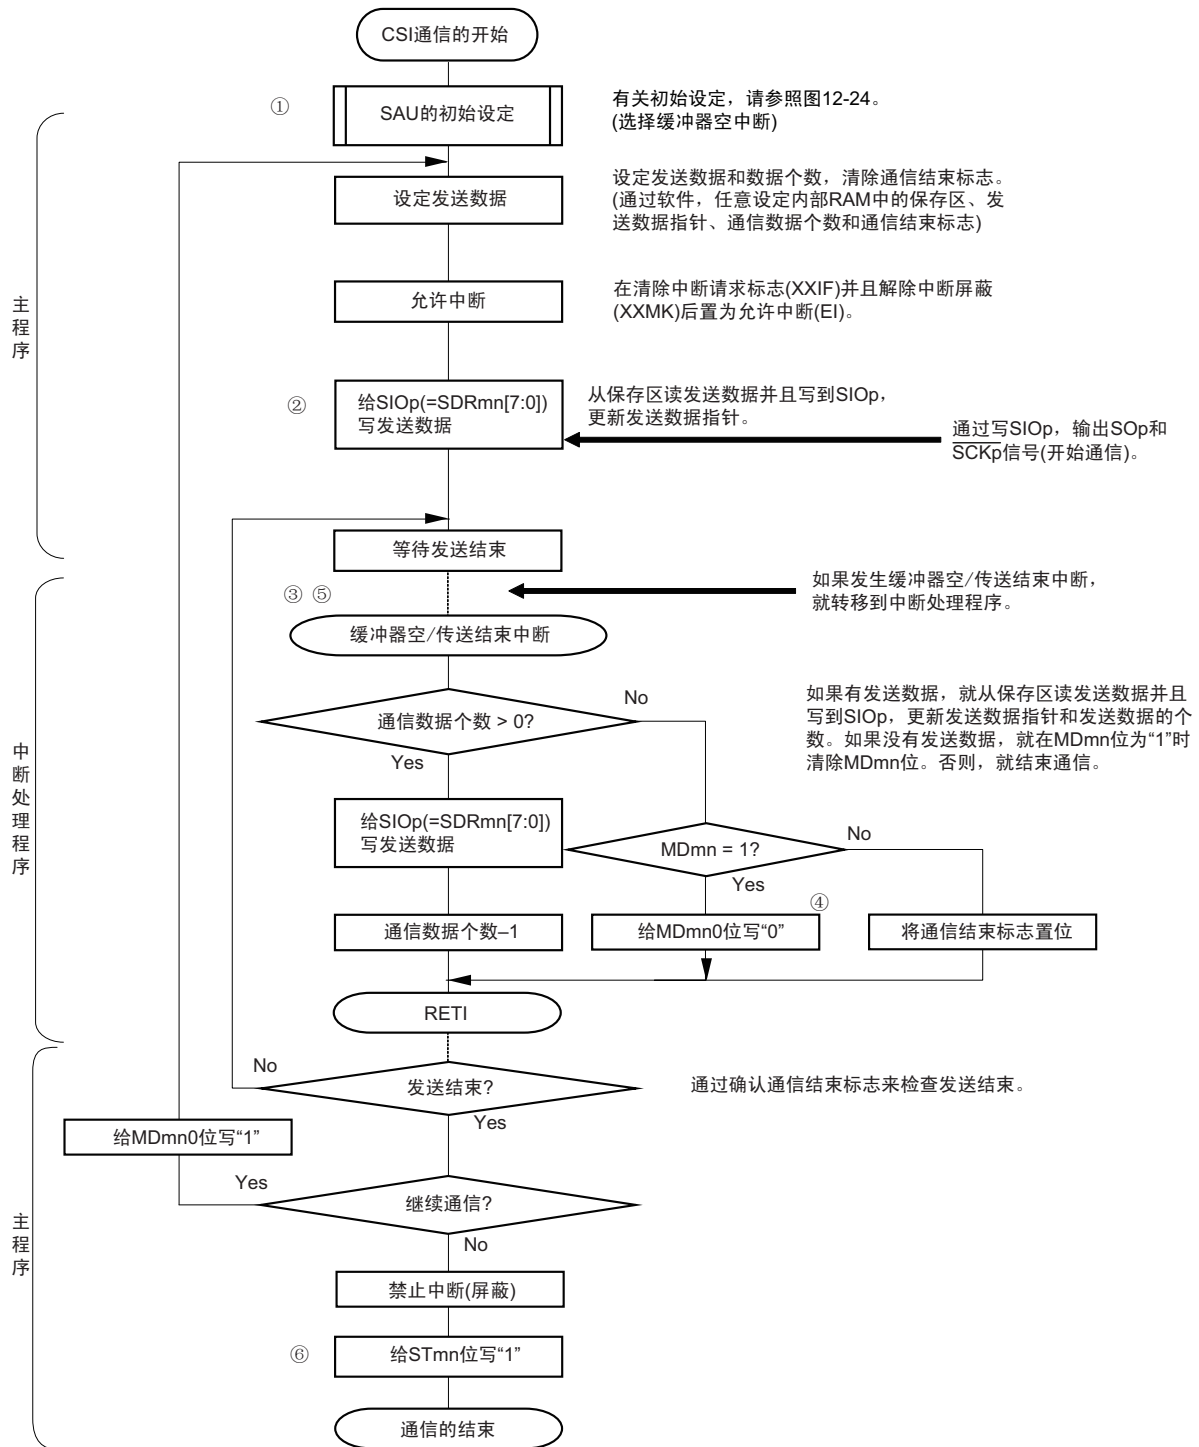 CSI通信的开始
①
SAU的初始设定
有关初始设定，请参照图12-24。
(选择缓冲器空中断)
设定发送数据
设定发送数据和数据个数，清除通信结束标志。
(通过软件，任意设定内部RAM中的保存区、发
送数据指针、通信数据个数和通信结束标志)
主
程
序
允许中断
在清除中断请求标志(XXIF)并且解除中断屏蔽
(XXMK)后置为允许中断(EI)。
②
给SIOp(=SDRmn[7:0])
写发送数据
从保存区读发送数据并且写到SIOp，
更新发送数据指针。
通过写SIOp，输出SOp和
SCKp信号(开始通信)。
等待发送结束
③ ⑤
如果发生缓冲器空/传送结束中断，
就转移到中断处理程序。
缓冲器空/传送结束中断
通信数据个数 > 0?
No
Yes
如果有发送数据，就从保存区读发送数据并且
写到SIOp，更新发送数据指针和发送数据的个
数。如果没有发送数据，就在MDmn位为“1”时
清除MDmn位。否则，就结束通信。
中
断
处
理
程
序
给SIOp(=SDRmn[7:0])
写发送数据
MDmn = 1?
No
Yes
④
通信数据个数–1
给MDmn0位写“0”
将通信结束标志置位
RETI
No
发送结束?
Yes
通过确认通信结束标志来检查发送结束。
给MDmn0位写“1”
Yes
继续通信?
No
主
程
序
禁止中断(屏蔽)
⑥
给STmn位写“1”
通信的结束